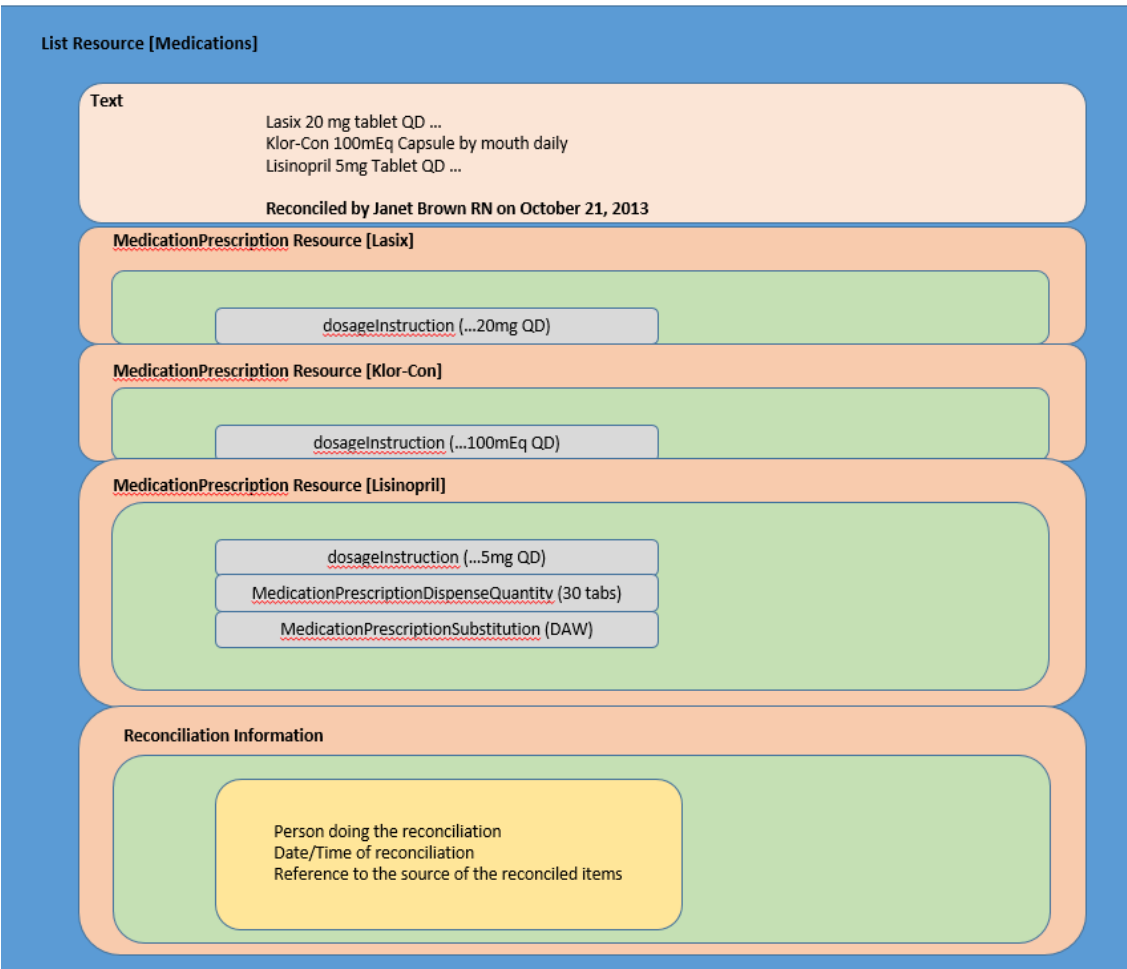 List Resource [Medications]
Text
Lasix 20 mg tablet QD ...
Klor-Con 100mEq Capsule by mouth daily
Lisinopril 5mg Tablet QD ...
Reconciled by Janet Brown RN on October 21, 2013
MedicationPrescription Resource [Lasix]
dosageInstruction (...20mg QD)
MedicationPrescription Resource [Klor-Con]
dosageInstruction (...100mEq QD)
MedicationPrescription Resource [Lisinopril]
dosageInstruction (...5mg QD)
MedicationPrescriptionDispenseQuantity (30 tabs)
MedicationPrescriptionSubstitution (DAW)
Reconciliation Information
Person doing the reconciliation
Date/Time of reconciliation
Reference to the source of the reconciled items